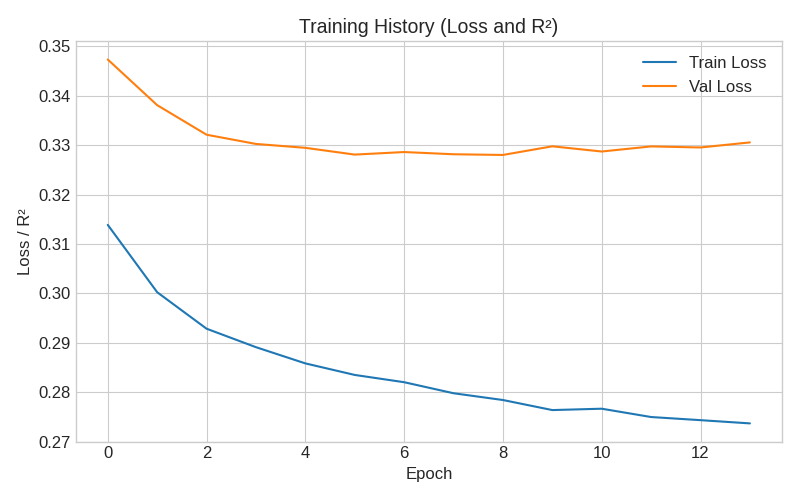 Training History (Loss and R²)
Train Loss
Val Loss
0.35
0.34
0.33
0.32
0.31
0.30
0.29
0.28
0.27
Loss / R²
0 2 4 6 8 10 12
Epoch